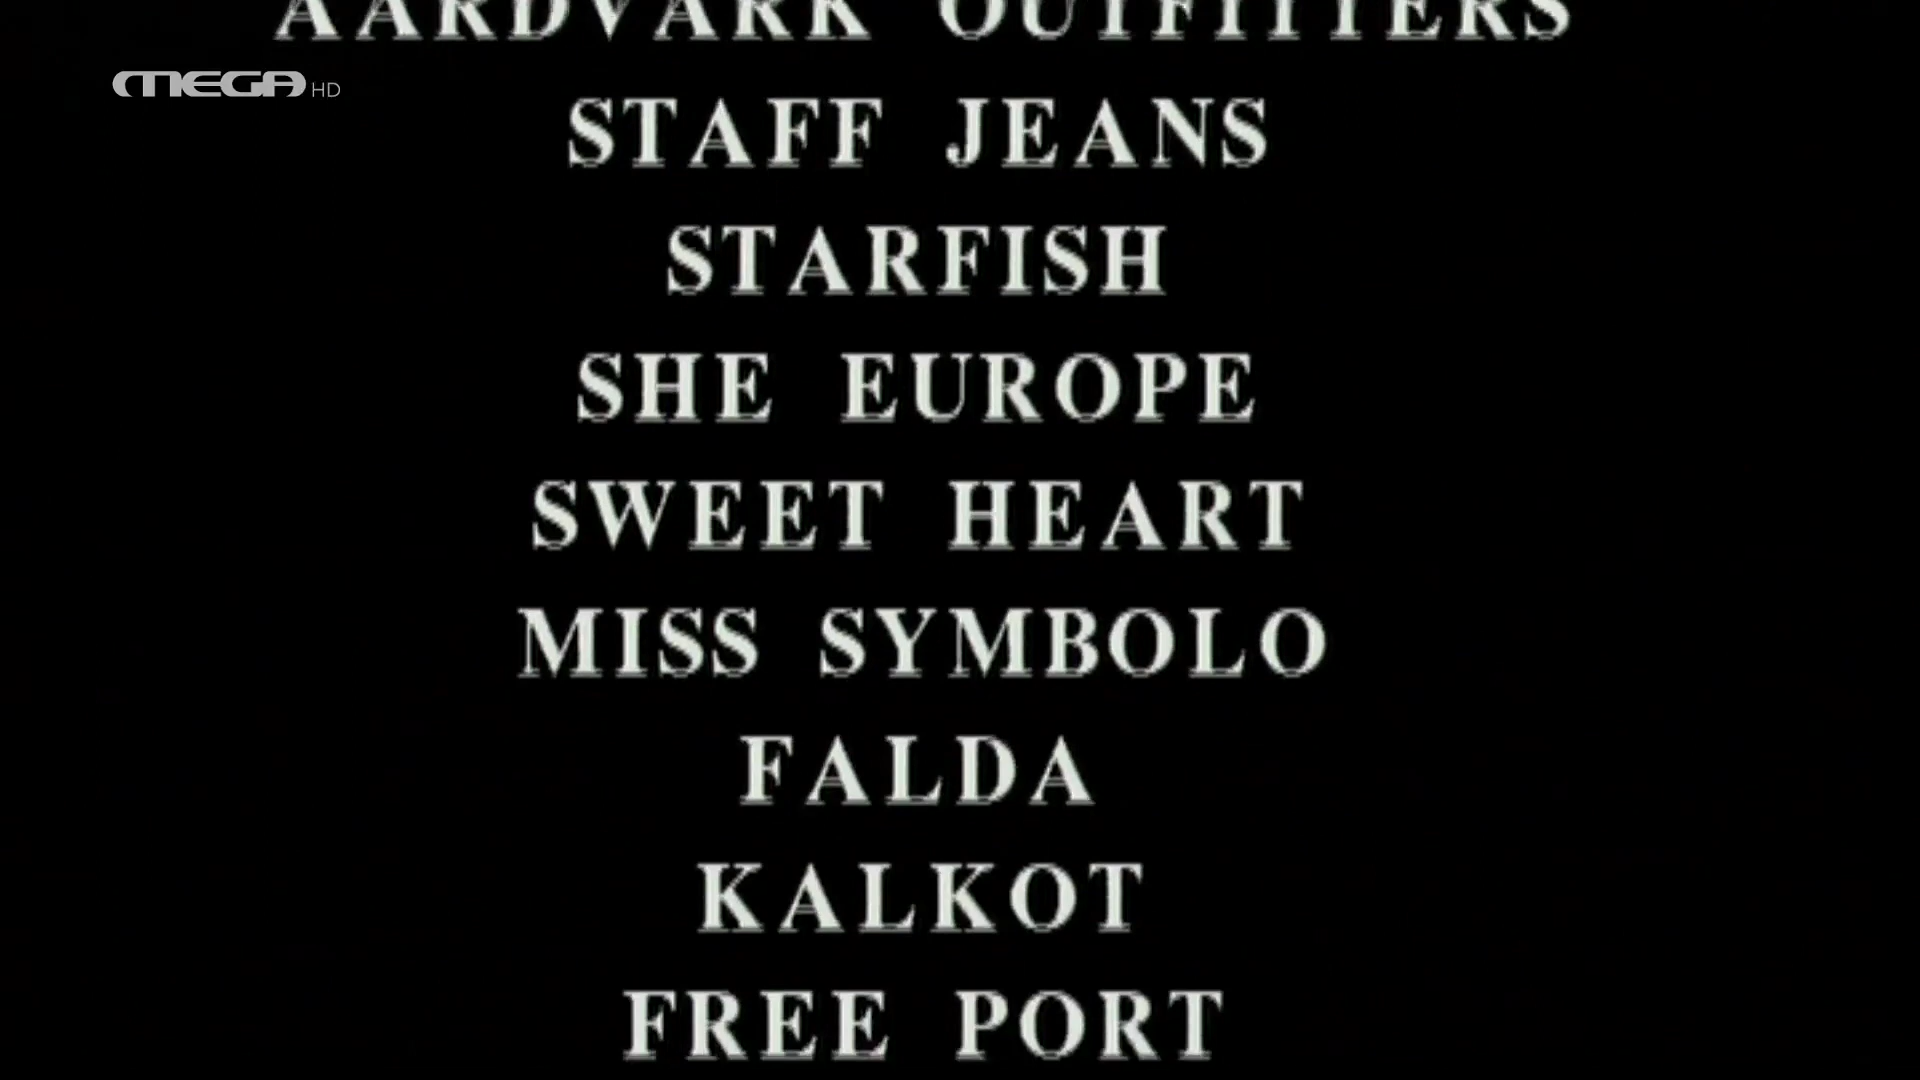 AARDVARK OUTFITTERS
MEGA HD
STAFF JEANS
STARFISH
SHE EUROPE
SWEET HEART
MISS SYMBOLO
FALDA
KALKOT
FREE PORT